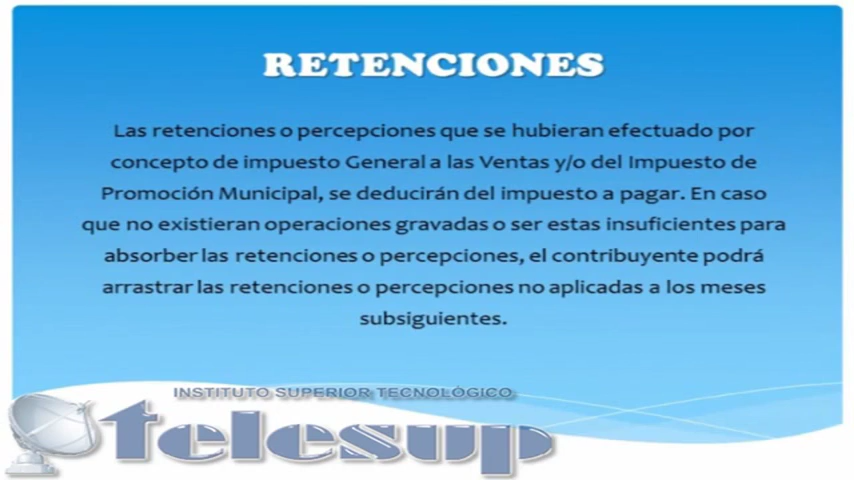 RETENCIONES
Las retenciones o percepciones que se hubieran efectuado por
concepto de impuesto General a las Ventas y/o del Impuesto de
Promoción Municipal, se deducirán del impuesto a pagar. En caso
que no existieran operaciones gravadas o ser estas insuficientes para
absorber las retenciones o percepciones, el contribuyente podrá
arrastrar las retenciones o percepciones no aplicadas a los meses
subsiguientes.
INSTITUTO SUPERIOR TECNOLÓGICO
telesup